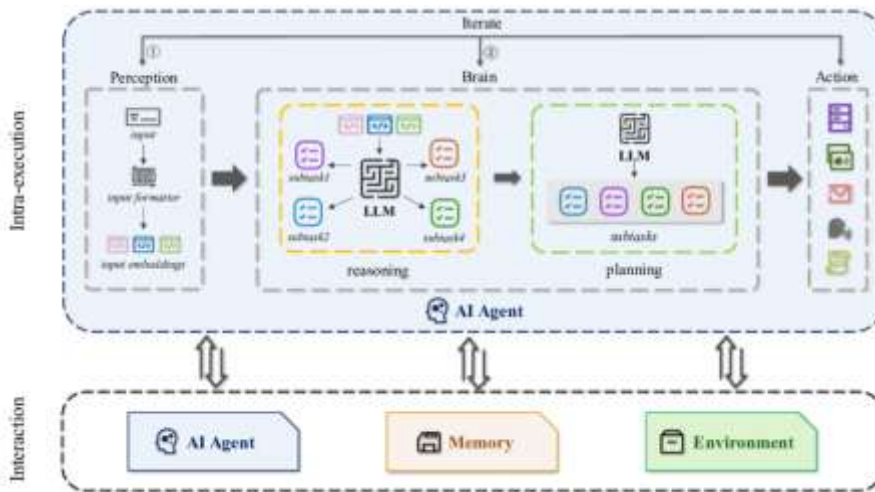 Iterate
① ②
Perception
Brain
Action
Intra-execution
input
input formatter
input embeddings
subtask1
subtask3
LLM
subtask2
subtask4
reasoning
LLM
subtasks
planning
AI Agent
Interaction
AI Agent
Memory
Environment